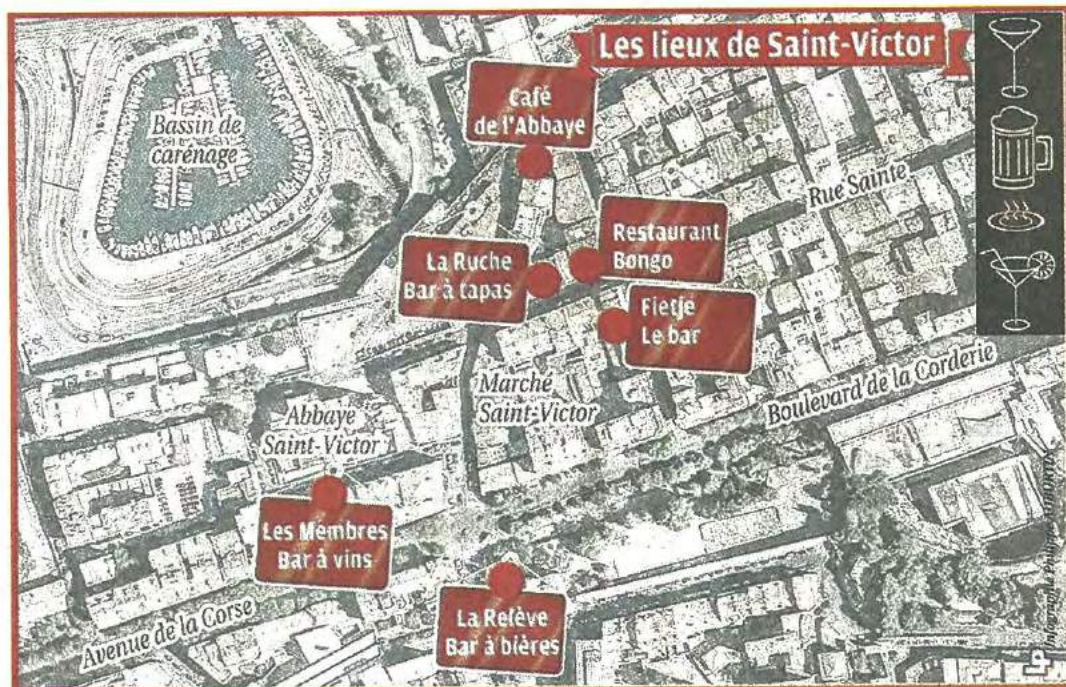 Les lieux de Saint-Victor
Café
de l'Abbaye
Bassin de
carénage
Rue Sainte
Restaurant
Bongo
La Ruche
Bar à tapas
Fietje
Le bar
Marché
Saint-Victor
Boulevard de la Corderie
Abbaye
Saint-Victor
Les Membres
Bar à vins
La Relève
Bar à bières
Avenue de la Corse